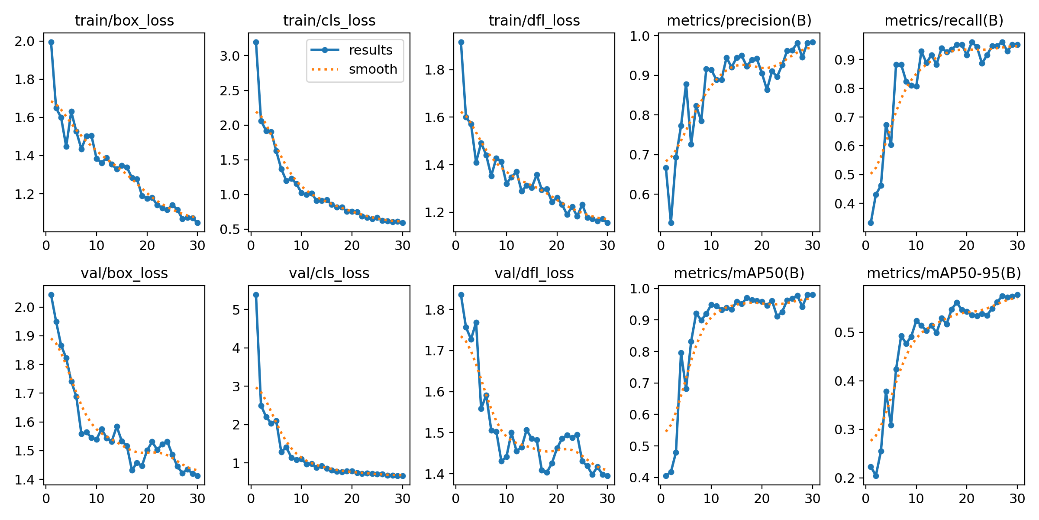 train/box_loss
train/cls_loss
train/dfl_loss
metrics/precision(B)
metrics/recall(B)
2.0
1.8
1.6
1.4
1.2
0 10 20 30
3.0
2.5
2.0
1.5
1.0
0.5
0 10 20 30
results
smooth
1.8
1.6
1.4
1.2
0 10 20 30
1.0
0.9
0.8
0.7
0.6
0 10 20 30
0.9
0.8
0.7
0.6
0.5
0.4
0 10 20 30
val/box_loss
val/cls_loss
val/dfl_loss
metrics/mAP50(B)
metrics/mAP50-95(B)
2.0
1.9
1.8
1.7
1.6
1.5
1.4
0 10 20 30
5
4
3
2
1
0 10 20 30
1.8
1.7
1.6
1.5
1.4
0 10 20 30
1.0
0.9
0.8
0.7
0.6
0.5
0.4
0 10 20 30
0.5
0.4
0.3
0.2
0 10 20 30